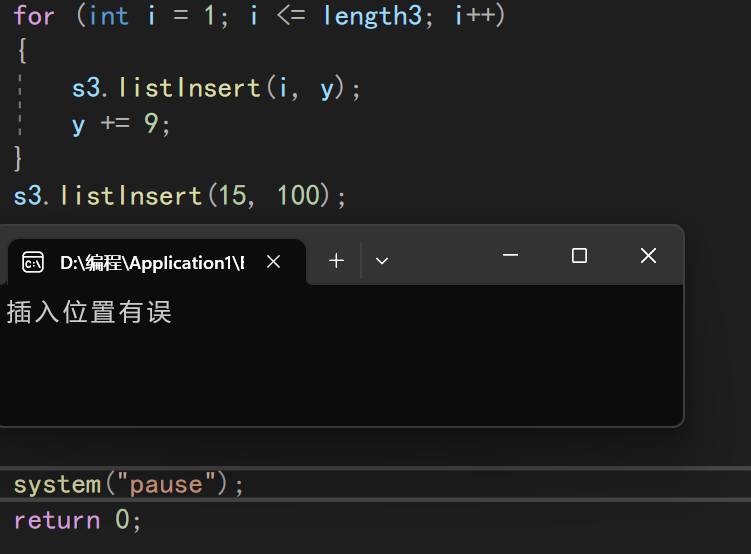 for (int i = 1; i <= length3; i++)
{
s3.listInsert(i, y);
y += 9;
}
s3.listInsert(15, 100);
D:\编程\Application1\
插入位置有误
system("pause");
return 0;